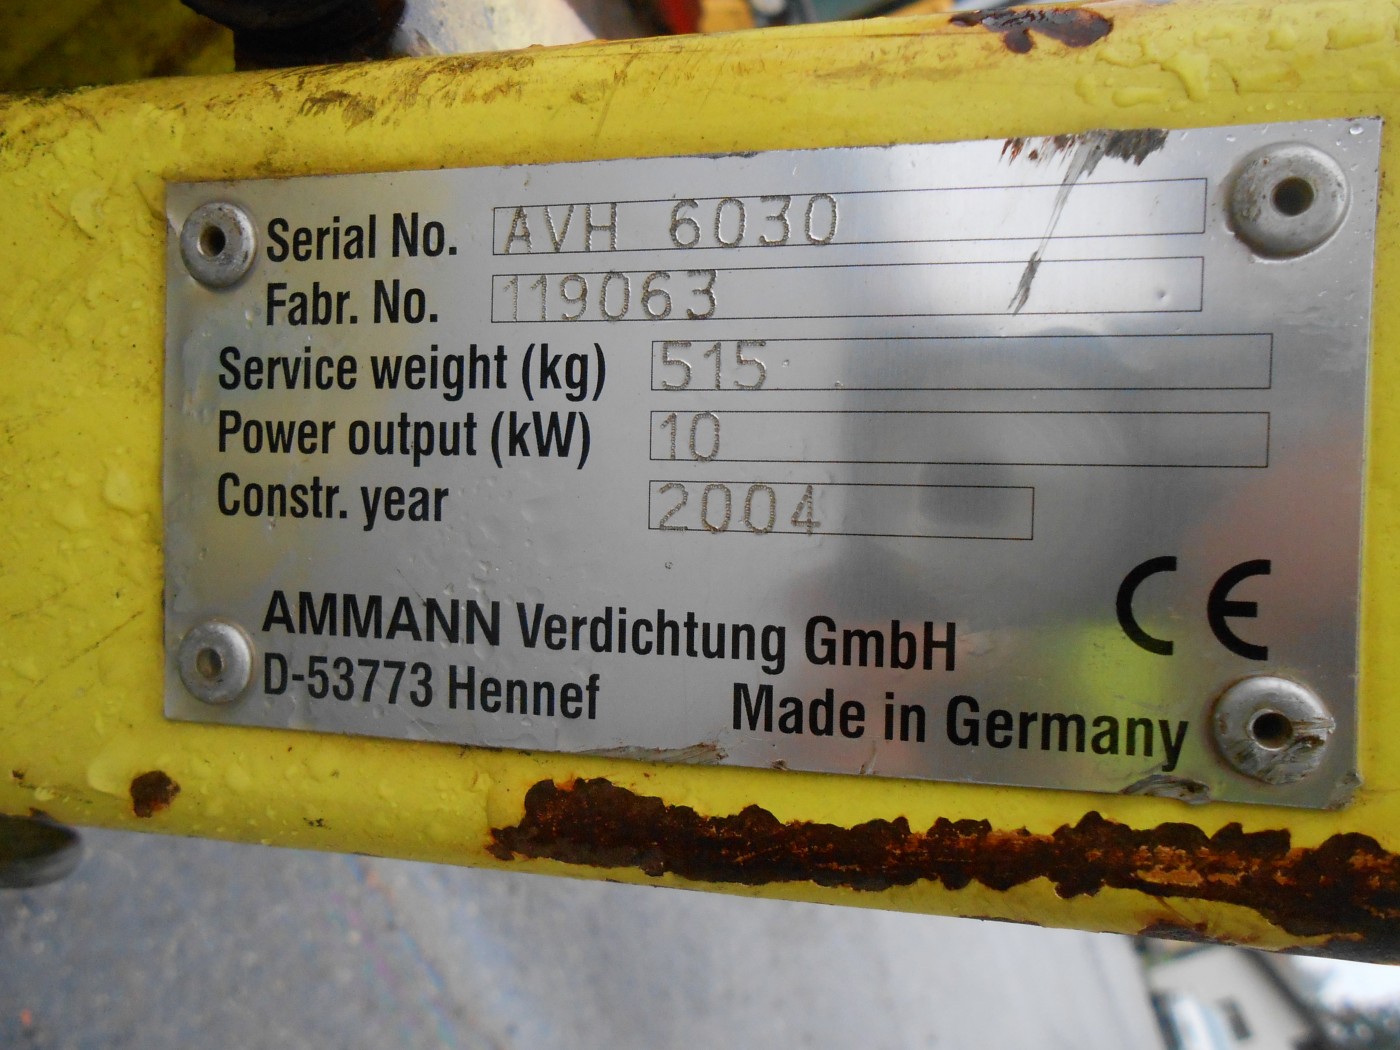 Serial No. AVH 6030
Fabr. No. 119063
Service weight (kg) 515
Power output (kW) 10
Constr. year 2004
CE
AMMANN Verdichtung GmbH
D-53773 Hennef
Made in Germany